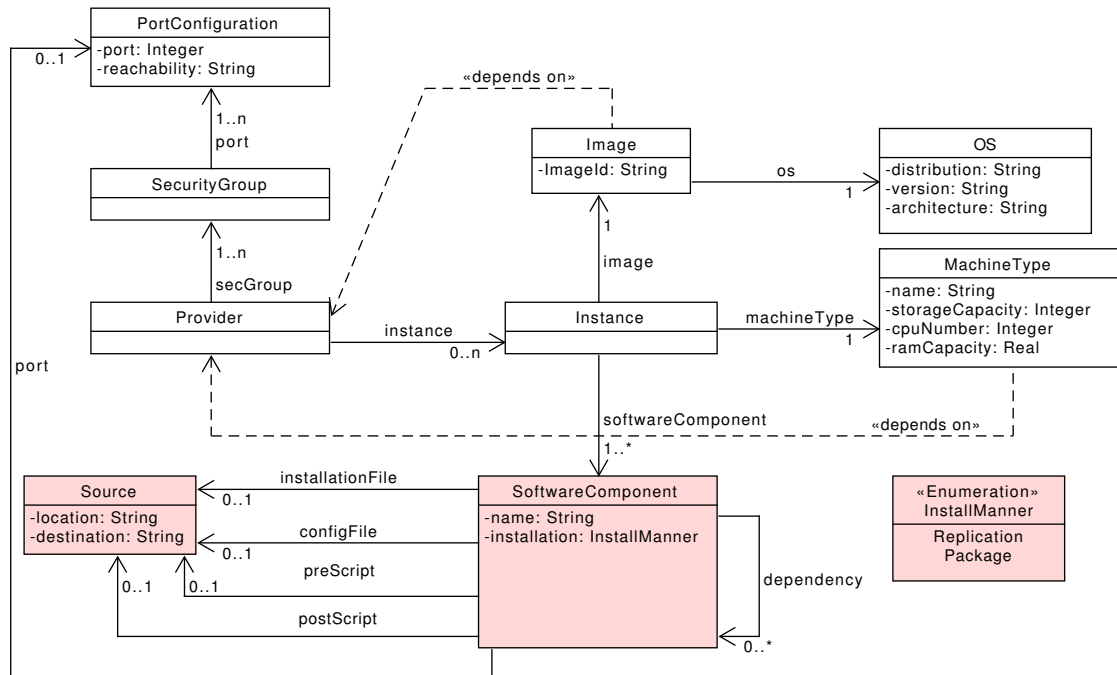 PortConfiguration
-port: Integer
-reachability: String
0..1
«depends on»
1..n
port
Image
-ImageId: String
os
1
OS
-distribution: String
-version: String
-architecture: String
SecurityGroup
1..n
secGroup
1
image
MachineType
-name: String
-storageCapacity: Integer
-cpuNumber: Integer
-ramCapacity: Real
Provider
instance
0..n
Instance
machineType
1
port
softwareComponent
«depends on»
1..*
Source
-location: String
-destination: String
installationFile
0..1
configFile
0..1
preScript
0..1
0..1
postScript
SoftwareComponent
-name: String
-installation: InstallManner
dependency
0..*
«Enumeration»
InstallManner
Replication
Package